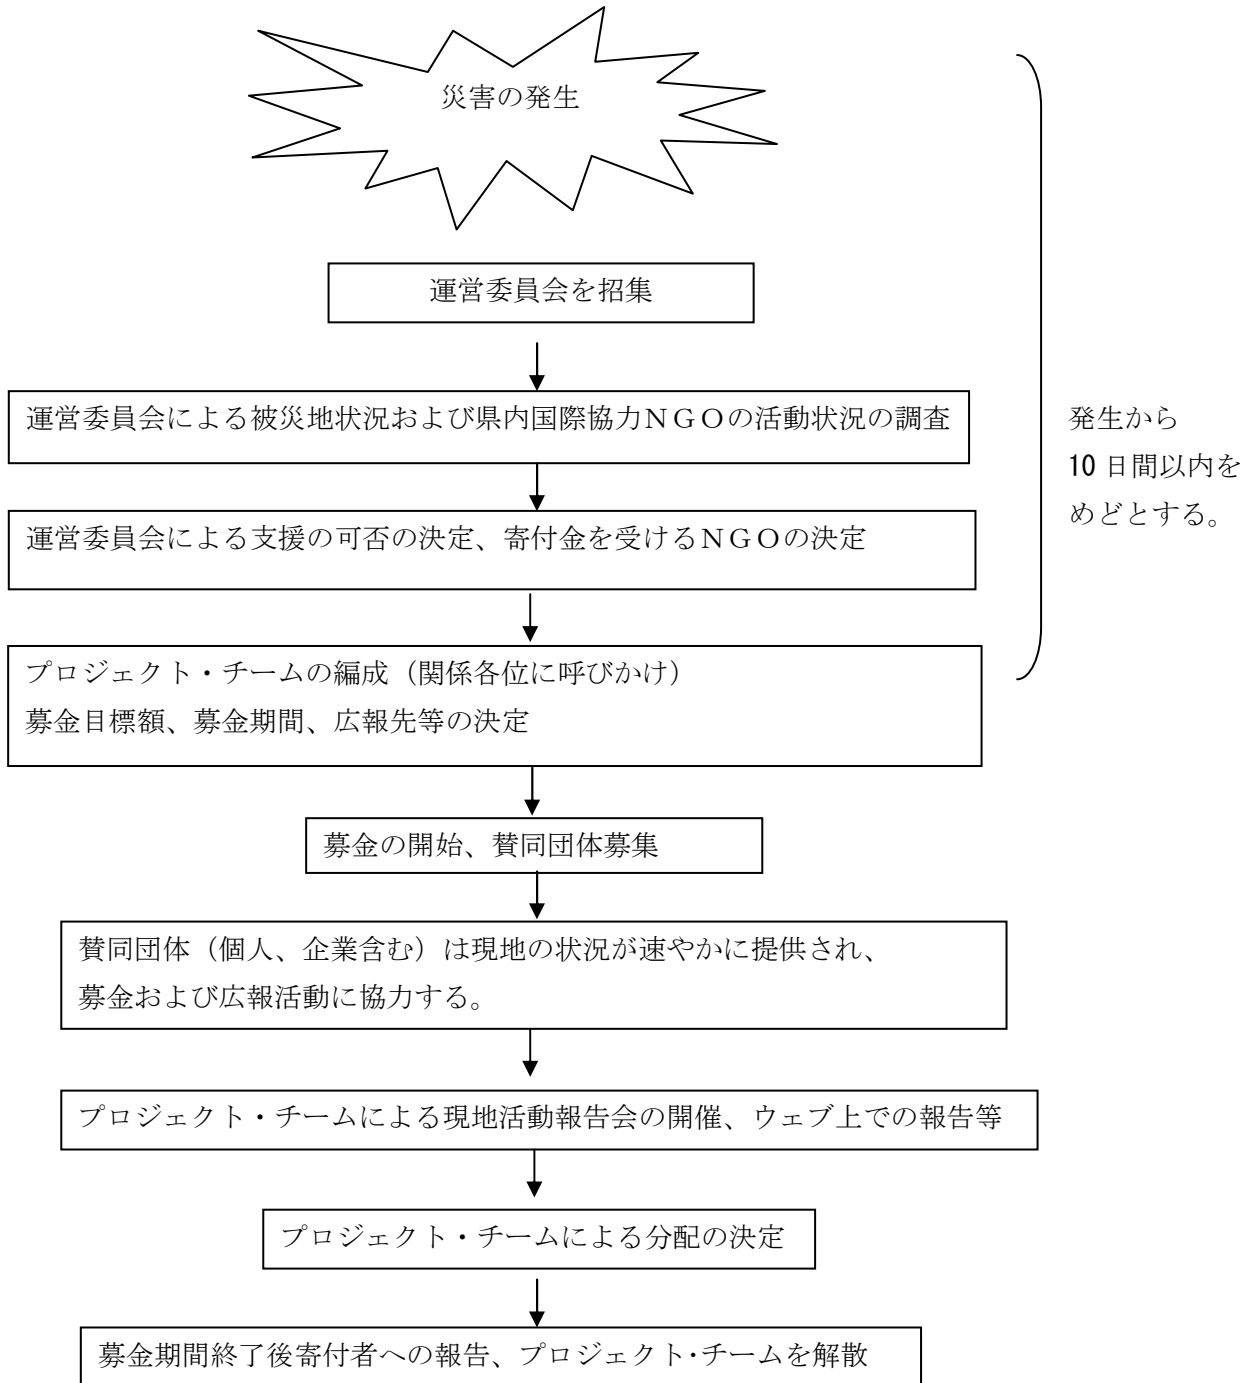 災害の発生
運営委員会を招集
運営委員会による被災地状況および県内国際協力ＮＧＯの活動状況の調査
発生から
10日間以内を
めどとする。
運営委員会による支援の可否の決定、寄付金を受けるＮＧＯの決定
プロジェクト・チームの編成（関係各位に呼びかけ）
募金目標額、募金期間、広報先等の決定
募金の開始、賛同団体募集
賛同団体（個人、企業含む）は現地の状況が速やかに提供され、
募金および広報活動に協力する。
プロジェクト・チームによる現地活動報告会の開催、ウェブ上での報告等
プロジェクト・チームによる分配の決定
募金期間終了後寄付者への報告、プロジェクト･チームを解散